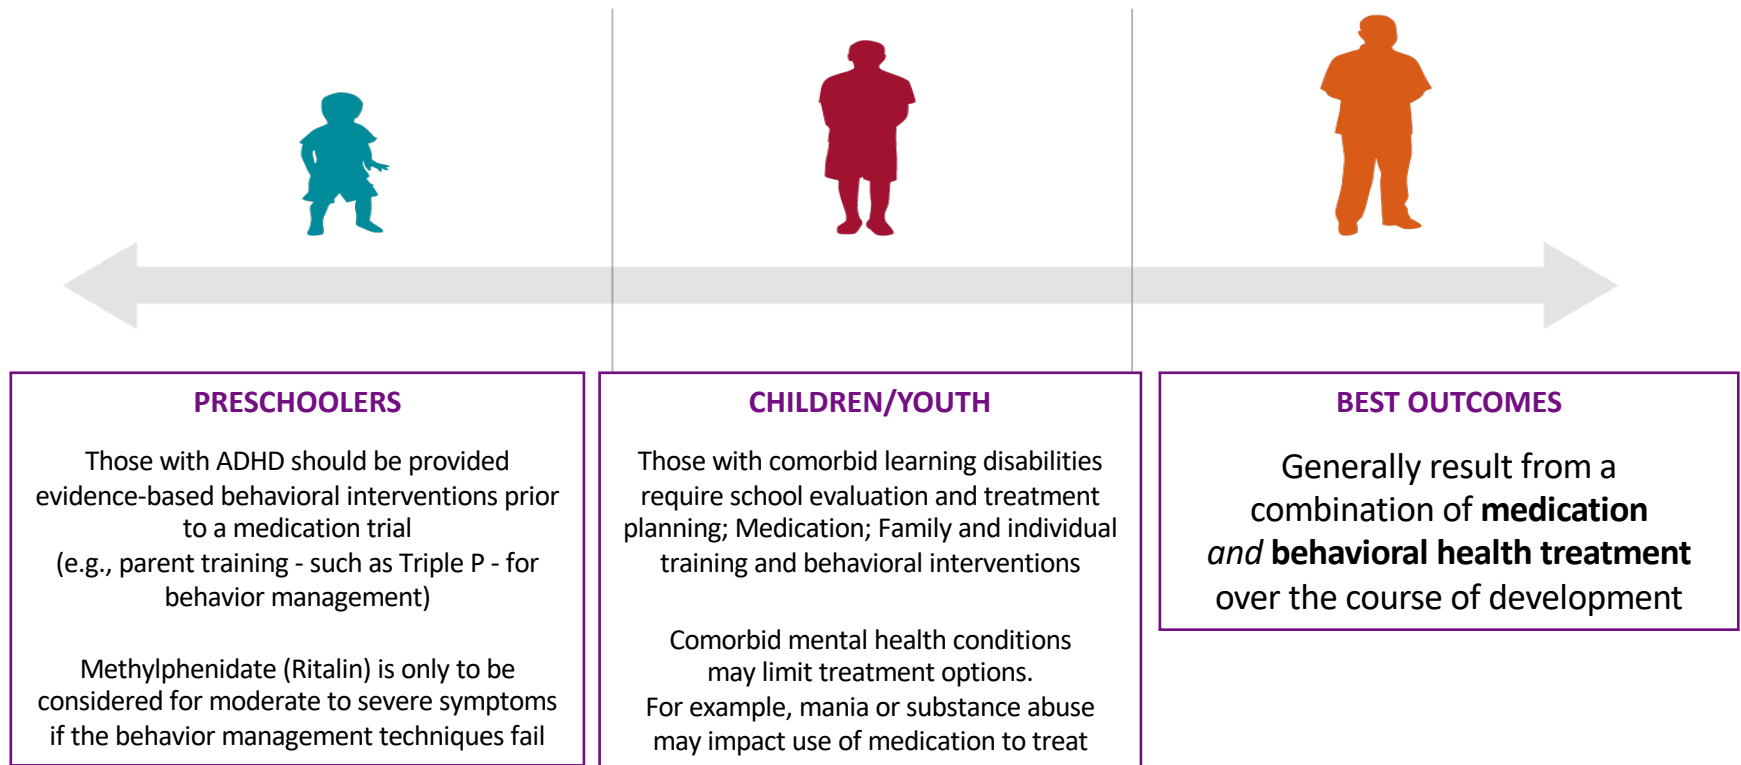 PRESCHOOLERS
Those with ADHD should be provided
evidence-based behavioral interventions prior
to a medication trial
(e.g., parent training - such as Triple P - for
behavior management)
Methylphenidate (Ritalin) is only to be
considered for moderate to severe symptoms
if the behavior management techniques fail
CHILDREN/YOUTH
Those with comorbid learning disabilities
require school evaluation and treatment
planning; Medication; Family and individual
training and behavioral interventions
Comorbid mental health conditions
may limit treatment options.
For example, mania or substance abuse
may impact use of medication to treat
BEST OUTCOMES
Generally result from a
combination of medication
and behavioral health treatment
over the course of development